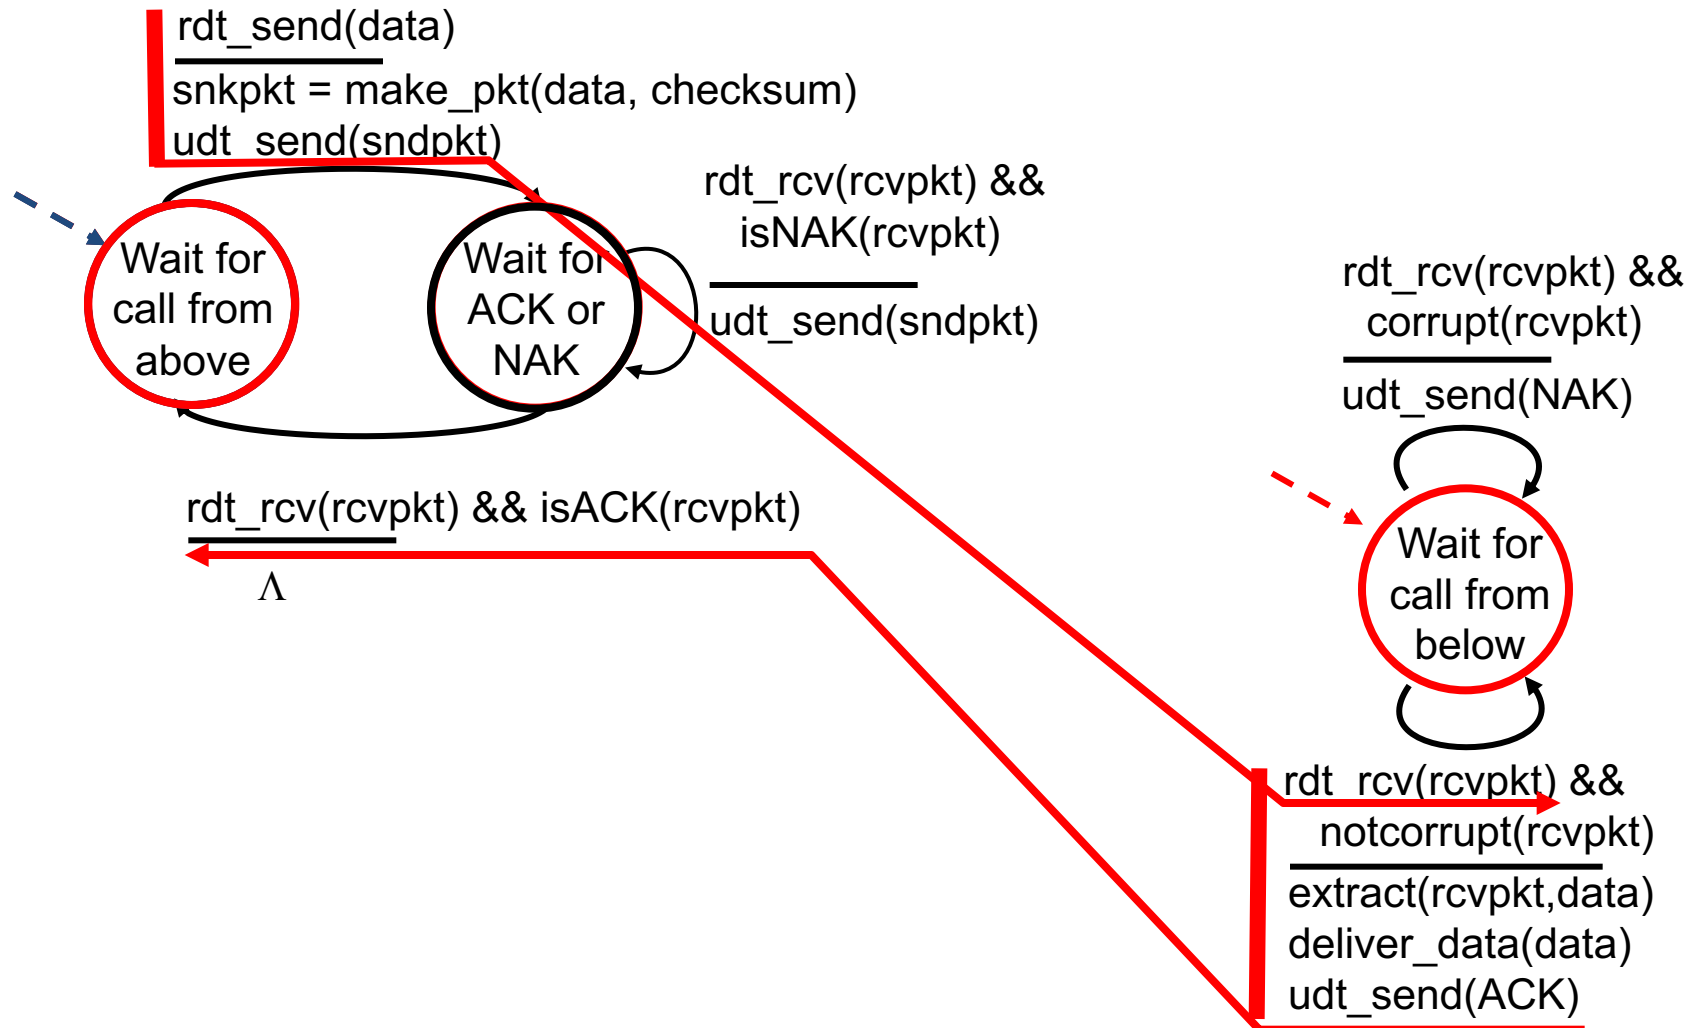 rdt_send(data)
snkpkt = make_pkt(data, checksum)
udt_send(sndpkt)
Wait for
call from
above
Wait for
ACK or
NAK
rdt_rcv(rcvpkt) &&
isNAK(rcvpkt)
udt_send(sndpkt)
rdt_rcv(rcvpkt) && isACK(rcvpkt)
Λ
rdt_rcv(rcvpkt) &&
corrupt(rcvpkt)
udt_send(NAK)
Wait for
call from
below
rdt_rcv(rcvpkt) &&
notcorrupt(rcvpkt)
extract(rcvpkt,data)
deliver_data(data)
udt_send(ACK)